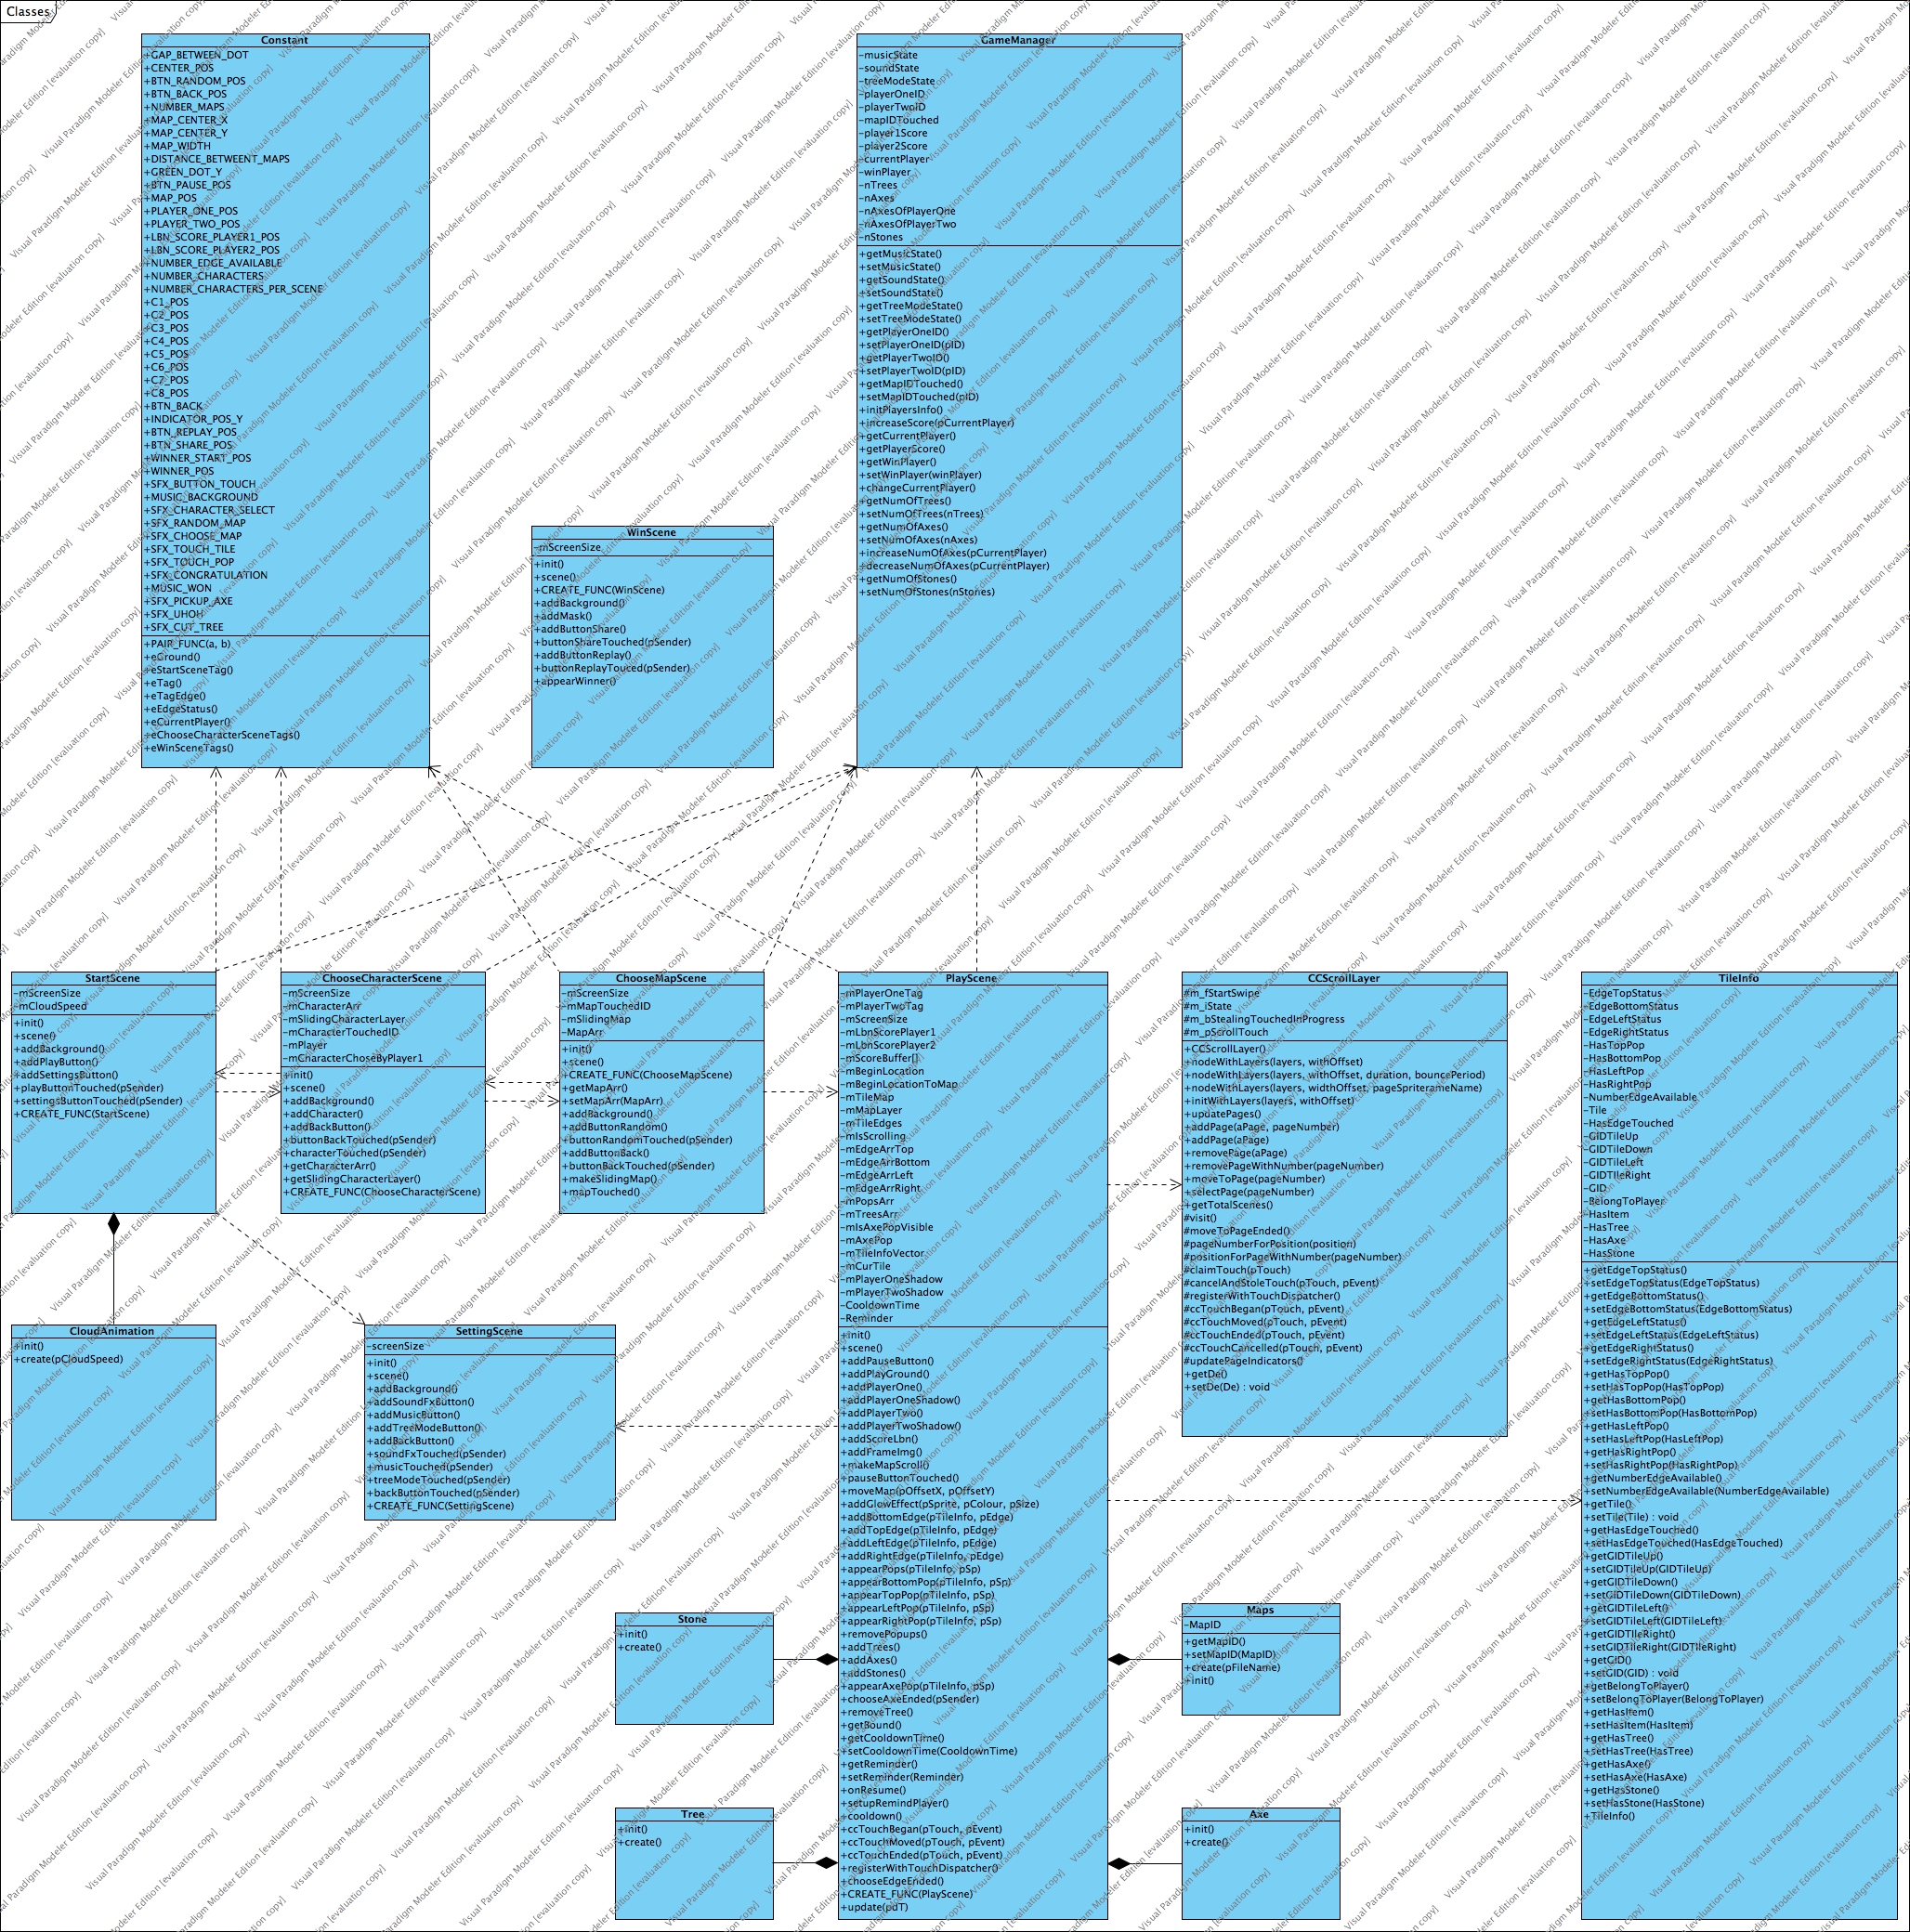 Classes
Constant
+GAP_BETWEEN_DOT
+CENTER_POS
+BTN_RANDOM_POS
+BTN_BACK_POS
+NUMBER_MAPS
+MAP_CENTER_X
+MAP_CENTER_Y
+MAP_WIDTH
+DISTANCE_BETWEENT_MAPS
+GREEN_DOT_Y
+BTN_PAUSE_POS
+MAP_POS
+PLAYER_ONE_POS
+PLAYER_TWO_POS
+LBN_SCORE_PLAYER1_POS
+LBN_SCORE_PLAYER2_POS
+NUMBER_EDGE_AVAILABLE
+NUMBER_CHARACTERS
+NUMBER_CHARACTERS_PER_SCENE
+C1_POS
+C2_POS
+C3_POS
+C4_POS
+C5_POS
+C6_POS
+C7_POS
+C8_POS
+BTN_BACK
+INDICATOR_POS_Y
+BTN_REPLAY_POS
+BTN_SHARE_POS
+WINNER_START_POS
+WINNER_POS
+SFX_BUTTON_TOUCH
+MUSIC_BACKGROUND
+SFX_CHARACTER_SELECT
+SFX_RANDOM_MAP
+SFX_CHOOSE_MAP
+SFX_TOUCH_TILE
+SFX_TOUCH_POP
+SFX_CONGRATULATION
+MUSIC_WON
+SFX_PICKUP_AXE
+SFX_UHOH
+SFX_CUT_TREE
+PAIR_FUNC(a, b)
+eGround()
+eStartSceneTag()
+eTag()
+eTagEdge()
+eEdgeStatus()
+eCurrentPlayer()
+eChooseCharacterSceneTags()
+eWinSceneTags()
WinScene
-mScreenSize
+init()
+scene()
+CREATE_FUNC(WinScene)
+addBackground()
+addMask()
+addButtonShare()
+buttonShareTouched(pSender)
+addButtonReplay()
+buttonReplayTouced(pSender)
+appearWinner()
GameManager
-musicState
-soundState
-treeModeState
-playerOneID
-playerTwoID
-mapIDTouched
-player1Score
-player2Score
-currentPlayer
-winPlayer
-nTrees
-nAxes
-nAxesOfPlayerOne
-nAxesOfPlayerTwo
-nStones
+getMusicState()
+setMusicState()
+getSoundState()
+setSoundState()
+getTreeModeState()
+setTreeModeState()
+getPlayerOneID()
+setPlayerOneID(pID)
+getPlayerTwoID()
+setPlayerTwoID(pID)
+getMapIDTouched()
+setMapIDTouched(pID)
+initPlayersInfo()
+increaseScore(pCurrentPlayer)
+getCurrentPlayer()
+getPlayerScore()
+getWinPlayer()
+setWinPlayer(winPlayer)
+changeCurrentPlayer()
+getNumOfTrees()
+setNumOfTrees(nTrees)
+getNumOfAxes()
+setNumOfAxes(nAxes)
+increaseNumOfAxes(pCurrentPlayer)
+decreaseNumOfAxes(pCurrentPlayer)
+getNumOfStones()
+setNumOfStones(nStones)
StartScene
-mScreenSize
-mCloudSpeed
+init()
+scene()
+addBackground()
+addPlayButton()
+addSettingsButton()
+playButtonTouched(pSender)
+settingsButtonTouched(pSender)
+CREATE_FUNC(StartScene)
ChooseCharacterScene
-mScreenSize
-mCharacterArr
-mSlidingCharacterLayer
-mCharacterTouchedID
-mPlayer
-mCharacterChoseByPlayer1
+init()
+scene()
+addBackground()
+addCharacter()
+addBackButton()
+buttonBackTouched(pSender)
+characterTouched(pSender)
+getCharacterArr()
+getSlidingCharacterLayer()
+CREATE_FUNC(ChooseCharacterScene)
ChooseMapScene
-mScreenSize
-mMapTouchedID
-mSlidingMap
-MapArr
+init()
+scene()
+CREATE_FUNC(ChooseMapScene)
+getMapArr()
+setMapArr(MapArr)
+addBackground()
+addButtonRandom()
+buttonRandomTouched(pSender)
+addButtonBack()
+buttonBackTouched(pSender)
+makeSlidingMap()
+mapTouched()
PlayScene
-mPlayerOneTag
-mPlayerTwoTag
-mScreenSize
-mLbnScorePlayer1
-mLbnScorePlayer2
-mScoreBuffer[]
-mBeginLocation
-mBeginLocationToMap
-mTileMap
-mMapLayer
-mTileEdges
-mIsScrolling
-mEdgeArrTop
-mEdgeArrBottom
-mEdgeArrLeft
-mEdgeArrRight
-mPopsArr
-mTreesArr
-mIsAxePopVisible
-mAxePop
-mTileInfoVector
-mCurTile
-mPlayerOneShadow
-mPlayerTwoShadow
-CooldownTime
-Reminder
+init()
+scene()
+addPauseButton()
+addPlayGround()
+addPlayerOne()
+addPlayerOneShadow()
+addPlayerTwo()
+addPlayerTwoShadow()
+addScoreLbn()
+addFrameImg()
+makeMapScroll()
+pauseButtonTouched()
+moveMap(pOffsetX, pOffsetY)
+addGlowEffect(pSprite, pColour, pSize)
+addBottomEdge(pTileInfo, pEdge)
+addTopEdge(pTileInfo, pEdge)
+addLeftEdge(pTileInfo, pEdge)
+addRightEdge(pTileInfo, pEdge)
+appearPops(pTileInfo, pSp)
+appearBottomPop(pTileInfo, pSp)
+appearTopPop(pTileInfo, pSp)
+appearLeftPop(pTileInfo, pSp)
+appearRightPop(pTileInfo, pSp)
+removePopups()
+addTrees()
+addAxes()
+addStones()
+appearAxePop(pTileInfo, pSp)
+chooseAxeEnded(pSender)
+removeTree()
+getBound()
+getCooldownTime()
+setCooldownTime(CooldownTime)
+getReminder()
+setReminder(Reminder)
+onResume()
+setupRemindPlayer()
+cooldown()
+ccTouchBegan(pTouch, pEvent)
+ccTouchMoved(pTouch, pEvent)
+ccTouchEnded(pTouch, pEvent)
+registerWithTouchDispatcher()
+chooseEdgeEnded()
+CREATE_FUNC(PlayScene)
+update(pdT)
CCScrollLayer
#m_fStartSwipe
#m_iState
#m_bStealingTouchedInProgress
#m_pScrollTouch
+CCScrollLayer()
+nodeWithLayers(layers, withOffset)
+nodeWithLayers(layers, withOffset, duration, bouncePeriod)
+nodeWithLayers(layers, widthOffset, pageSpriterameName)
+initWithLayers(layers, withOffset)
+updatePages()
+addPage(aPage, pageNumber)
+addPage(aPage)
+removePage(aPage)
+removePageWithNumber(pageNumber)
+moveToPage(pageNumber)
+selectPage(pageNumber)
+getTotalScenes()
#visit()
#moveToPageEnded()
#pageNumberForPosition(position)
#positionForPageWithNumber(pageNumber)
#claimTouch(pTouch)
#cancelAndStoleTouch(pTouch, pEvent)
#registerWithTouchDispatcher()
#ccTouchBegan(pTouch, pEvent)
#ccTouchMoved(pTouch, pEvent)
#ccTouchEnded(pTouch, pEvent)
#ccTouchCancelled(pTouch, pEvent)
#updatePageIndicators()
+getDe()
+setDe(De) : void
TileInfo
-EdgeTopStatus
-EdgeBottomStatus
-EdgeLeftStatus
-EdgeRightStatus
-HasTopPop
-HasBottomPop
-HasLeftPop
-HasRightPop
-NumberEdgeAvailable
-Tile
-HasEdgeTouched
-GIDTileUp
-GIDTileDown
-GIDTileLeft
-GIDTileRight
-GID
-BelongToPlayer
-HasItem
-HasTree
-HasAxe
-HasStone
+getEdgeTopStatus()
+setEdgeTopStatus(EdgeTopStatus)
+getEdgeBottomStatus()
+setEdgeBottomStatus(EdgeBottomStatus)
+getEdgeLeftStatus()
+setEdgeLeftStatus(EdgeLeftStatus)
+getEdgeRightStatus()
+setEdgeRightStatus(EdgeRightStatus)
+getHasTopPop()
+setHasTopPop(HasTopPop)
+getHasBottomPop()
+setHasBottomPop(HasBottomPop)
+getHasLeftPop()
+setHasLeftPop(HasLeftPop)
+getHasRightPop()
+setHasRightPop(HasRightPop)
+getNumberEdgeAvailable()
+setNumberEdgeAvailable(NumberEdgeAvailable)
+getTile()
+setTile(Tile) : void
+getHasEdgeTouched()
+setHasEdgeTouched(HasEdgeTouched)
+getGIDTileUp()
+setGIDTileUp(GIDTileUp)
+getGIDTileDown()
+setGIDTileDown(GIDTileDown)
+getGIDTileLeft()
+setGIDTileLeft(GIDTileLeft)
+getGIDTIleRight()
+setGIDTileRight(GIDTileRight)
+getGID()
+setGID(GID) : void
+getBelongToPlayer()
+setBelongToPlayer(BelongToPlayer)
+getHasItem()
+setHasItem(HasItem)
+getHasTree()
+setHasTree(HasTree)
+getHasAxe()
+setHasAxe(HasAxe)
+getHasStone()
+setHasStone(HasStone)
+TileInfo()
CloudAnimation
+init()
+create(pCloudSpeed)
SettingScene
-screenSize
+init()
+scene()
+addBackground()
+addSoundFxButton()
+addMusicButton()
+addTreeModeButton()
+addBackButton()
+soundFxTouched(pSender)
+musicTouched(pSender)
+treeModeTouched(pSender)
+backButtonTouched(pSender)
+CREATE_FUNC(SettingScene)
Stone
+init()
+create()
Maps
-MapID
+getMapID()
+setMapID(MapID)
+create(pFileName)
+init()
Tree
+init()
+create()
Axe
+init()
+create()
Visual Paradigm Modeler Edition [evaluation copy]